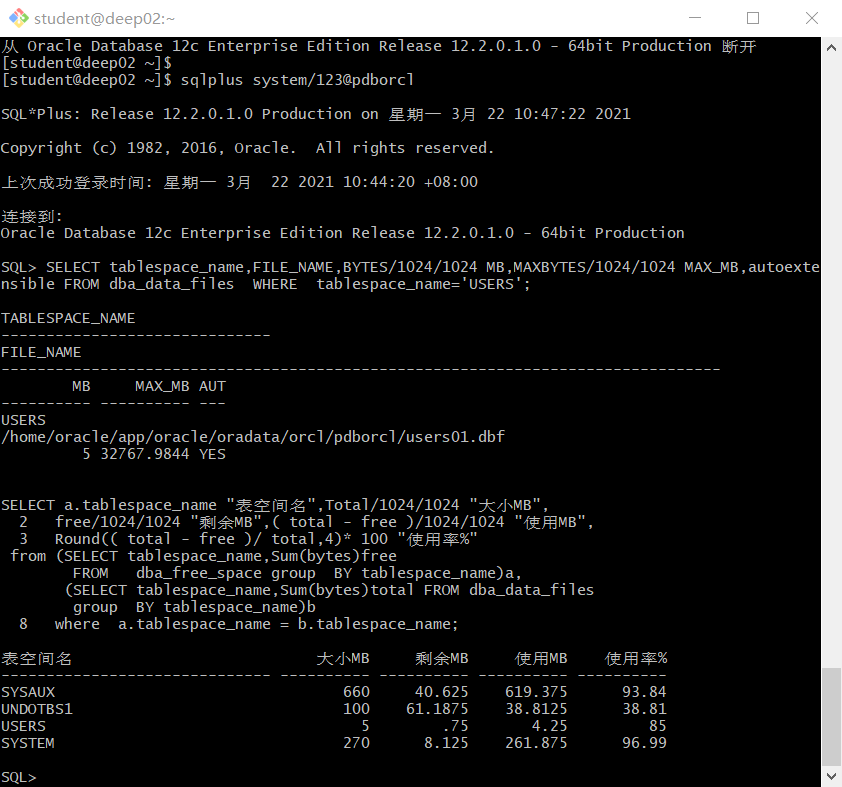 student@deep02:~
从 Oracle Database 12c Enterprise Edition Release 12.2.0.1.0 - 64bit Production 断开
[student@deep02 ~]$
[student@deep02 ~]$ sqlplus system/123@pdborcl
SQL*Plus: Release 12.2.0.1.0 Production on 星期一 3月 22 10:47:22 2021
Copyright (c) 1982, 2016, Oracle.  All rights reserved.
上次成功登录时间: 星期一 3月  22 2021 10:44:20 +08:00
连接到:
Oracle Database 12c Enterprise Edition Release 12.2.0.1.0 - 64bit Production
SQL> SELECT tablespace_name,FILE_NAME,BYTES/1024/1024 MB,MAXBYTES/1024/1024 MAX_MB,autoexte
nsible FROM dba_data_files  WHERE  tablespace_name='USERS';
TABLESPACE_NAME
------------------------------
FILE_NAME
--------------------------------------------------------------------------------
        MB     MAX_MB AUT
---------- ---------- ---
USERS
/home/oracle/app/oracle/oradata/orcl/pdborcl/users01.dbf
         5 32767.9844 YES
SELECT a.tablespace_name "表空间名",Total/1024/1024 "大小MB",
  2   free/1024/1024 "剩余MB",( total - free )/1024/1024 "使用MB",
  3   Round(( total - free )/ total,4)* 100 "使用率%"
 from (SELECT tablespace_name,Sum(bytes)free
        FROM   dba_free_space group  BY tablespace_name)a,
       (SELECT tablespace_name,Sum(bytes)total FROM dba_data_files
        group  BY tablespace_name)b
  8   where  a.tablespace_name = b.tablespace_name;
表空间名                           大小MB     剩余MB     使用MB    使用率%
------------------------------ ---------- ---------- ---------- ----------
SYSAUX                                660     40.625    619.375      93.84
UNDOTBS1                              100    61.1875    38.8125      38.81
USERS                                   5        .75       4.25         85
SYSTEM                                270      8.125    261.875      96.99
SQL>